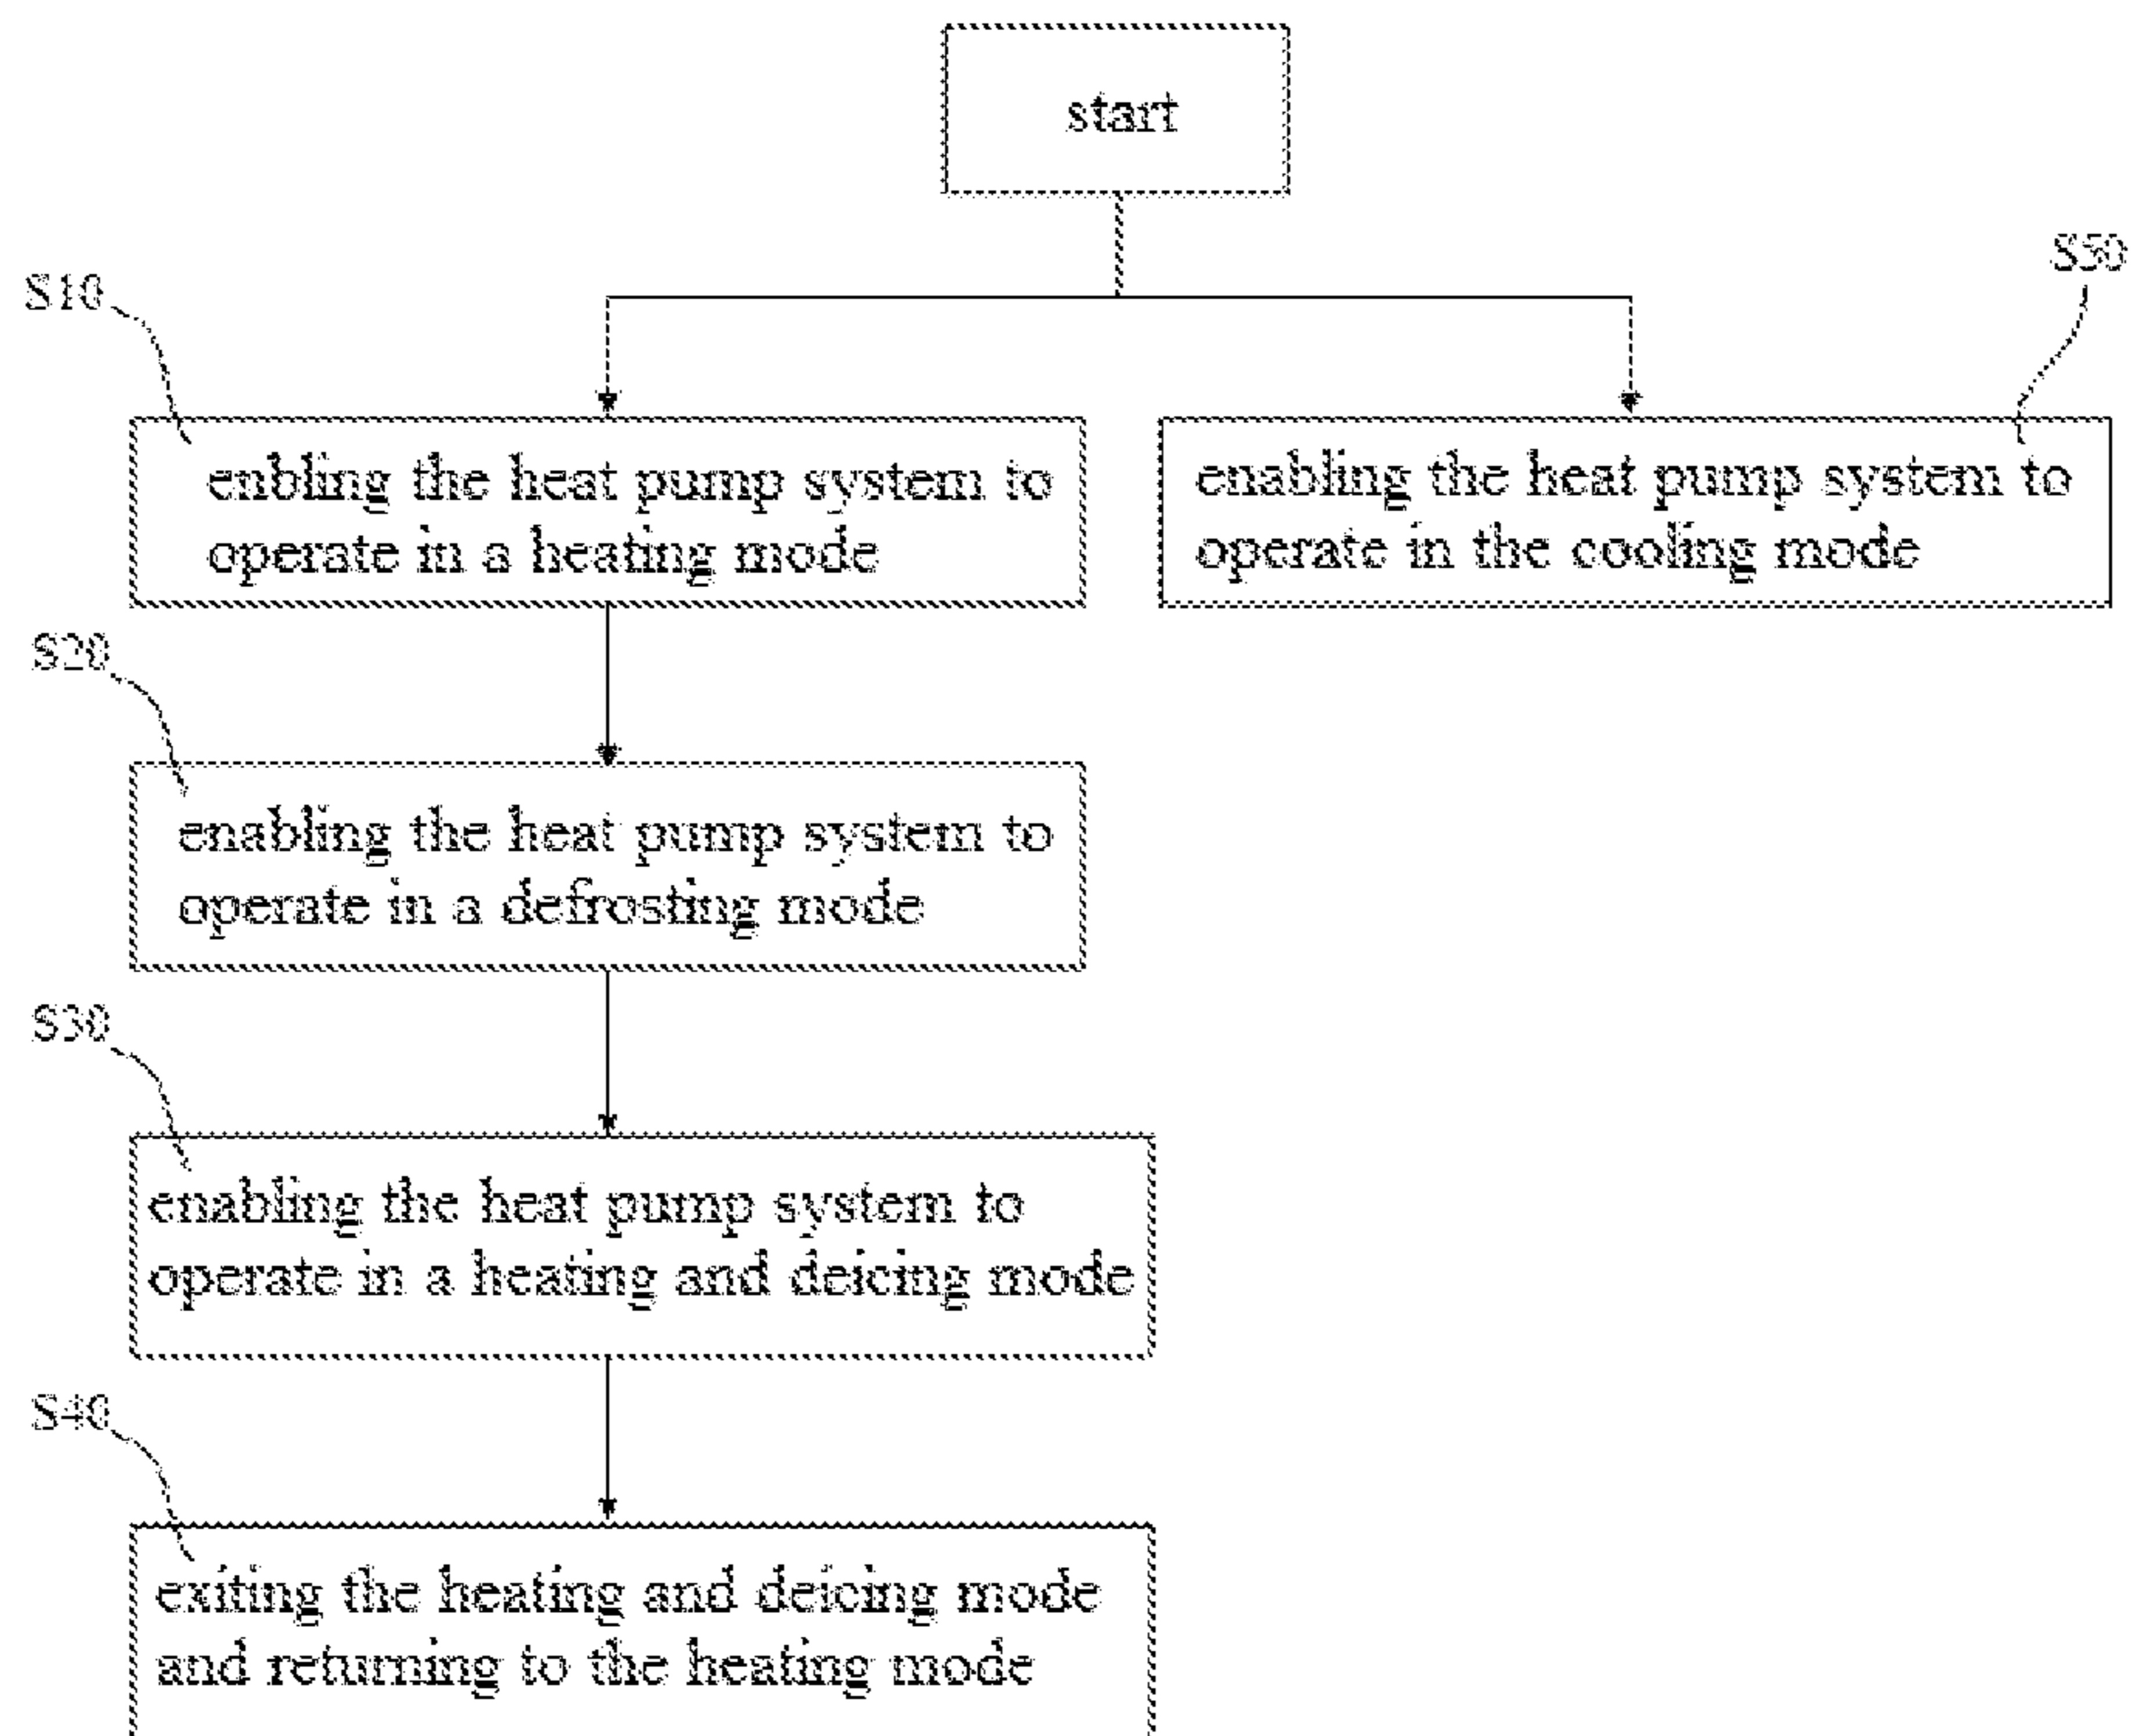 start
S10
S50
enbling the heat pump system to
operate in a heating mode
enabling the heat pump system to
operate in the cooling mode
S20
enabling the heat pump system to
operate in a defrosting mode
S30
enabling the heat pump system to
operate in a heating and deicing mode
S40
exiting the heating and deicing mode
and returning to the heating mode